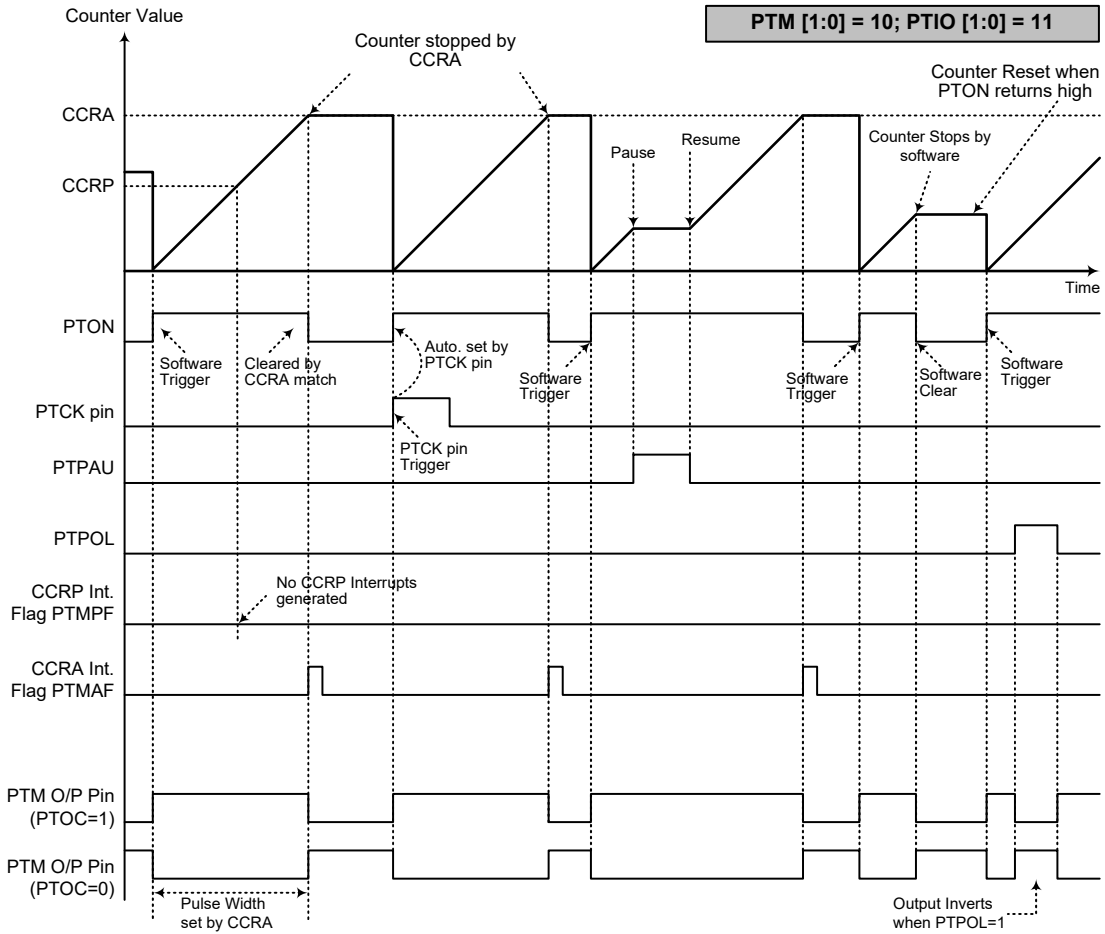 Counter Value
PTM [1:0] = 10; PTIO [1:0] = 11
Counter stopped by
CCRA
Counter Reset when
PTON returns high
CCRA
Pause
Resume
Counter Stops by
software
CCRP
Time
PTON
Software
Trigger
Cleared by
CCRA match
Auto. set by
PTCK pin
Software
Trigger
Software
Trigger
Software
Clear
Software
Trigger
PTCK pin
PTCK pin
Trigger
PTPAU
PTPOL
CCRP Int.
Flag PTMPF
No CCRP Interrupts
generated
CCRA Int.
Flag PTMAF
PTM O/P Pin
(PTOC=1)
PTM O/P Pin
(PTOC=0)
Pulse Width
set by CCRA
Output Inverts
when PTPOL=1